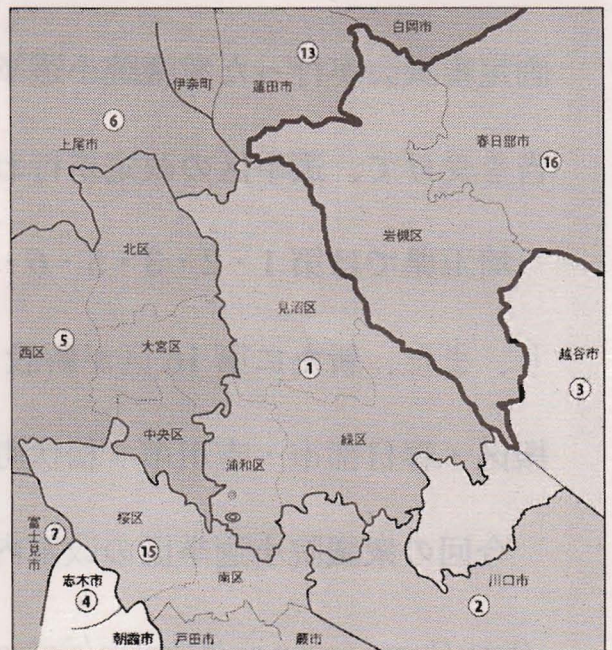 白岡市
⑬
伊奈町
蓮田市
⑥
上尾市
春日部市
⑯
北区
岩槻区
見沼区
西区
⑤
大宮区
①
越谷市
③
中央区
緑区
浦和区
◎
桜区
富士見市
⑦
⑮
南区
志木市
④
川口市
②
朝霞市
戸田市
蕨市